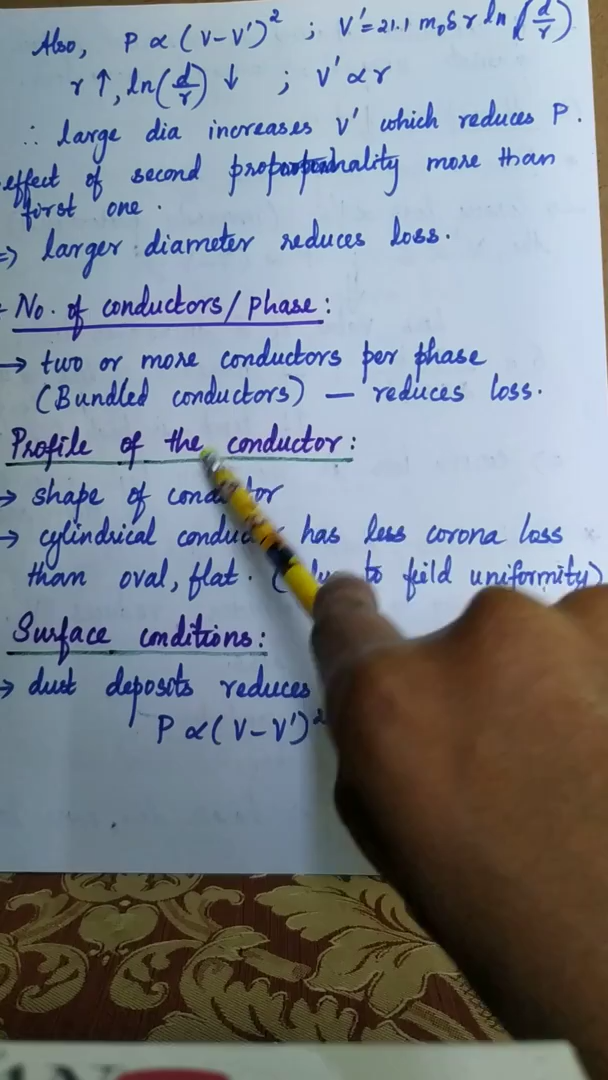 Also, P ∝ (V-V')² ; V' = 21.1 m₀ δ r ln (d/r)
r ↑, ln(d/r) ↓ ; V' ∝ r
∴ large dia increases V' which reduces P.
effect of second proportionality more than
first one.
=> larger diameter reduces loss.
- No. of conductors/phase:
→ two or more conductors per phase
(Bundled conductors) — reduces loss.
Profile of the conductor:
→ shape of conductor
→ cylindrical conductor has less corona loss
than oval, flat. ( to field uniformity)
Surface conditions:
→ dust deposits reduces
P ∝ (V-V')²